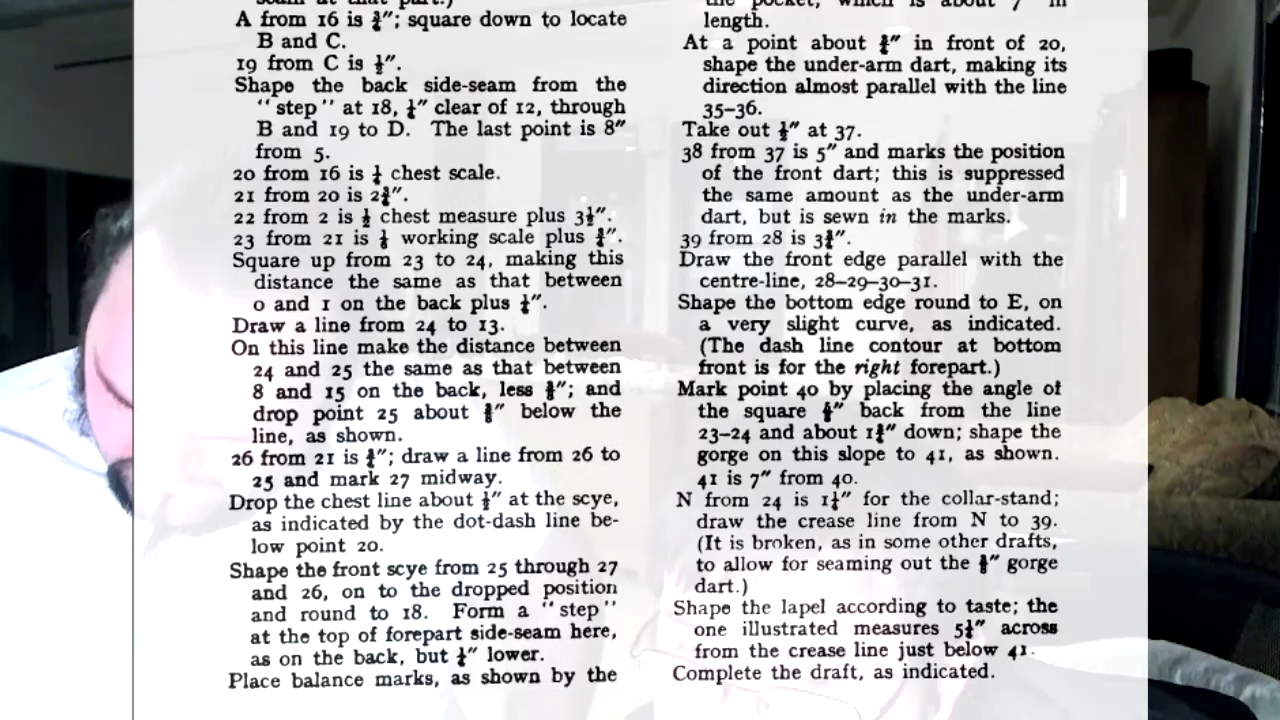 A from 16 is ¾″; square down to locate
B and C.
19 from C is ½″.
Shape the back side-seam from the
“step” at 18, ¼″ clear of 12, through
B and 19 to D. The last point is 8″
from 5.
20 from 16 is ¼ chest scale.
21 from 20 is 2¾″.
22 from 2 is ½ chest measure plus 3½″.
23 from 21 is working scale plus ¾″.
Square up from 23 to 24, making this
distance the same as that between
0 and 1 on the back plus ¼″.
Draw a line from 24 to 13.
On this line make the distance between
24 and 25 the same as that between
8 and 15 on the back, less and
drop point 25 about below the
line, as shown.
26 from 21 is ¾″; draw a line from 26 to
25 and mark 27 midway.
Drop the chest line about ½″ at the scye,
as indicated by the dot-dash line be-
low point 20.
Shape the front scye from 25 through 27
and 26, on to the dropped position
and round to 18. Form a “step”
at the top of forepart side-seam here,
as on the back, but ¼″ lower.
Place balance marks, as shown by the
length.
At a point about ¾″ in front of 20,
shape the under-arm dart, making its
direction almost parallel with the line
35–36.
Take out ½″ at 37.
38 from 37 is 5″ and marks the position
of the front dart; this is suppressed
the same amount as the under-arm
dart, but is sewn in the marks.
39 from 28 is 3¾″.
Draw the front edge parallel with the
centre-line, 28–29–30–31.
Shape the bottom edge round to E, on
a very slight curve, as indicated.
(The dash line contour at bottom
front is for the right forepart.)
Mark point 40 by placing the angle of
the square back from the line
23–24 and about 1¾″ down; shape the
gorge on this slope to 41, as shown.
41 is 7″ from 40.
N from 24 is 1¼″ for the collar-stand;
draw the crease line from N to 39.
(It is broken, as in some other drafts,
to allow for seaming out the gorge
dart.)
Shape the lapel according to taste; the
one illustrated measures 5¼″ across
from the crease line just below 41.
Complete the draft, as indicated.